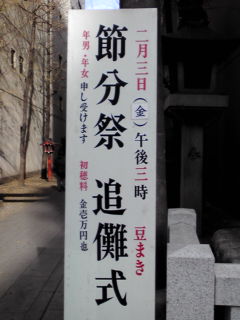 二月三日(金)午後三時 豆まき
節分祭 追儺式
年男・年女 申し受けます 初穂料 金壱万円也